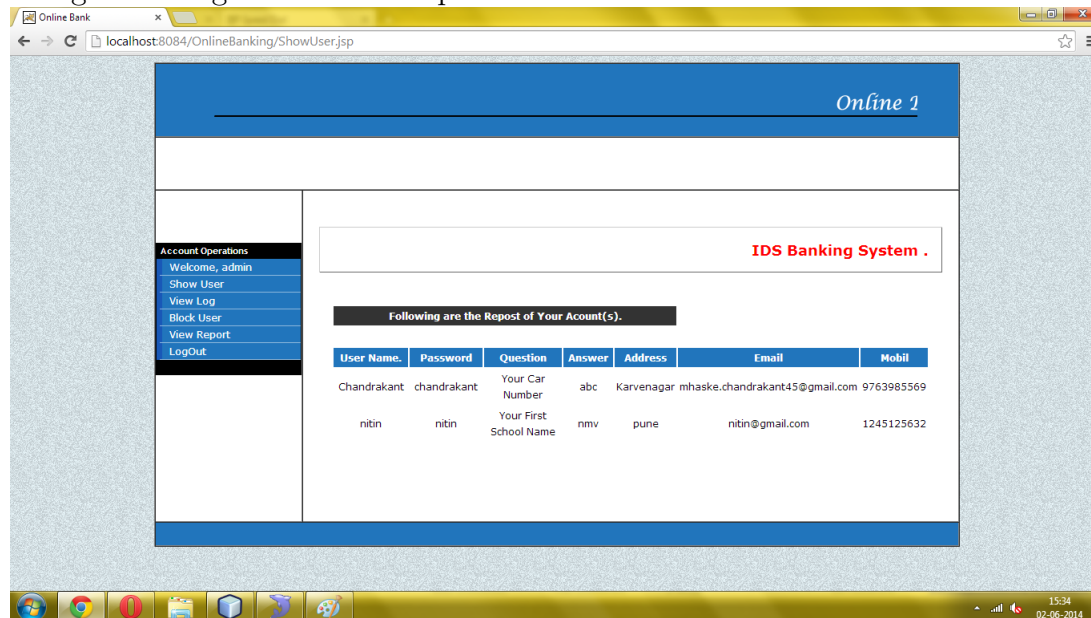 Online Bank
localhost:8084/OnlineBanking/ShowUser.jsp
Online 1
IDS Banking System .
Account Operations
Welcome, admin
Show User
View Log
Block User
View Report
LogOut
Following are the Repost of Your Acount(s).
User Name. Password Question Answer Address Email Mobil
Chandrakant chandrakant Your Car Number abc Karvenagar mhaske.chandrakant45@gmail.com 9763985569
nitin nitin Your First School Name nmv pune nitin@gmail.com 1245125632
15:34
02-06-2014